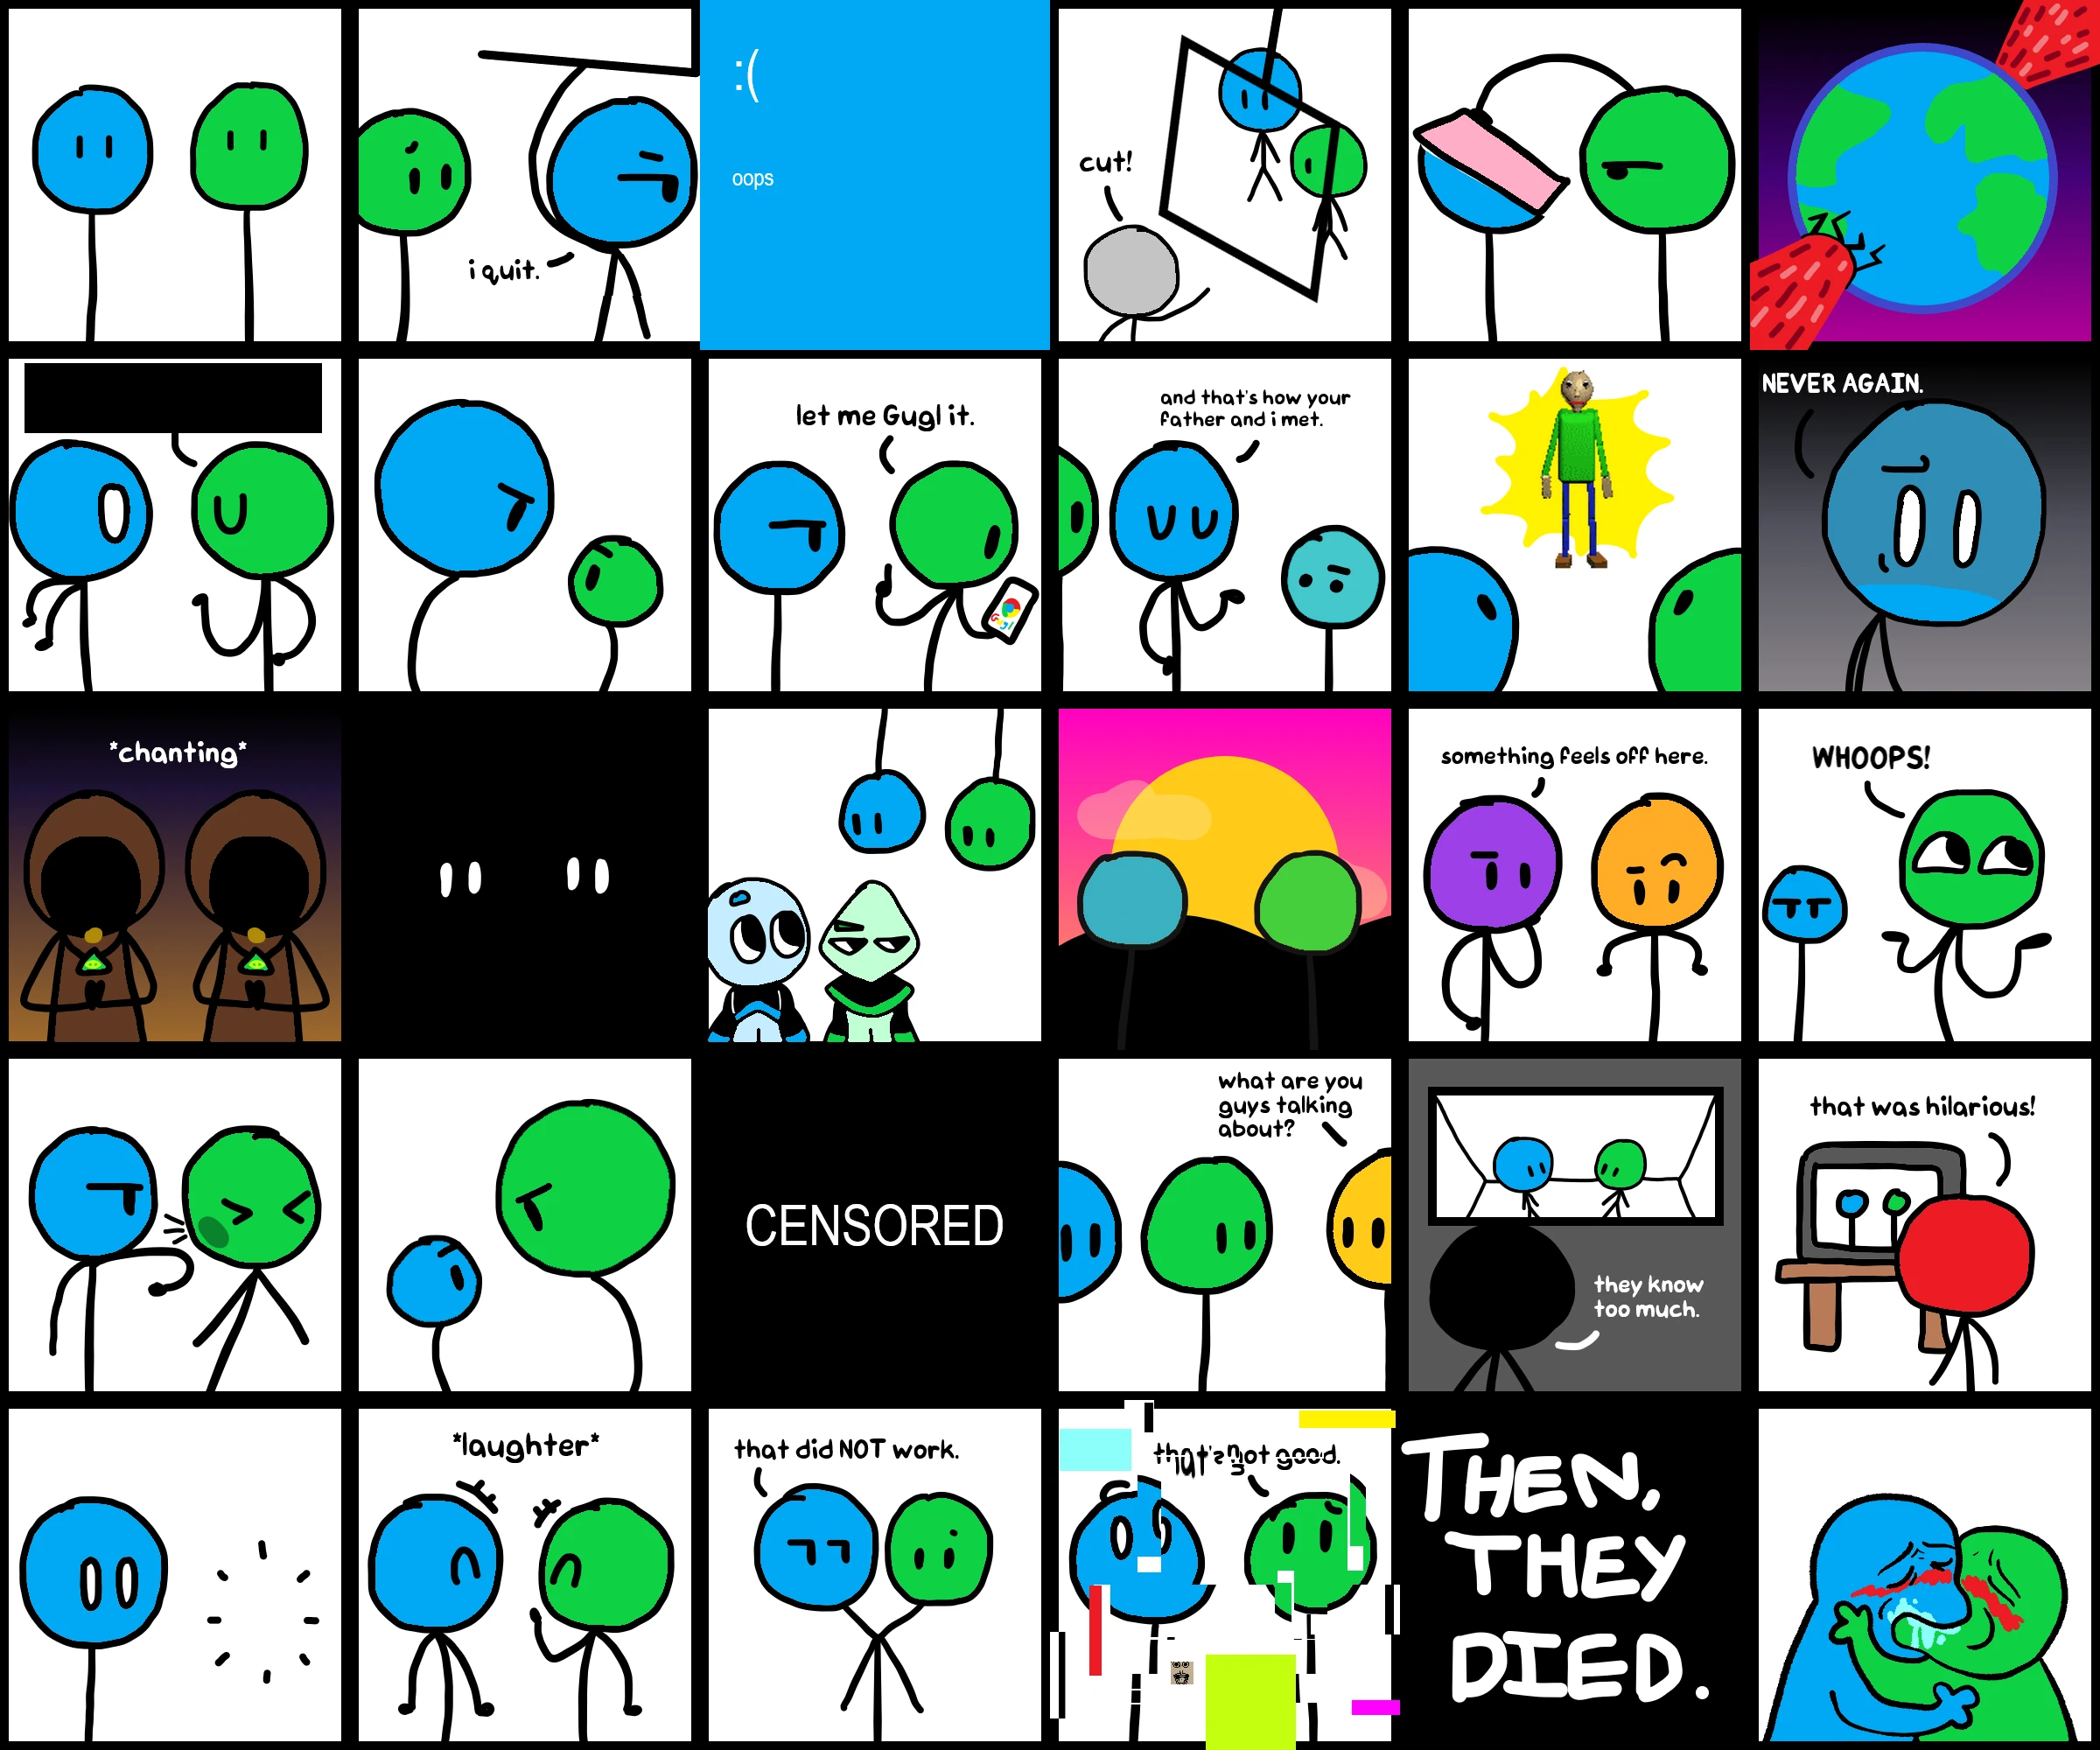 i quit.
:(
oops
cut!
let me Gugl it.
Gugl
and that's how your
father and i met.
NEVER AGAIN.
*chanting*
something feels off here.
WHOOPS!
CENSORED
what are you
guys talking
about?
they know
too much.
that was hilarious!
*laughter*
that did NOT work.
that's not good.
THEN,
THEY
DIED.